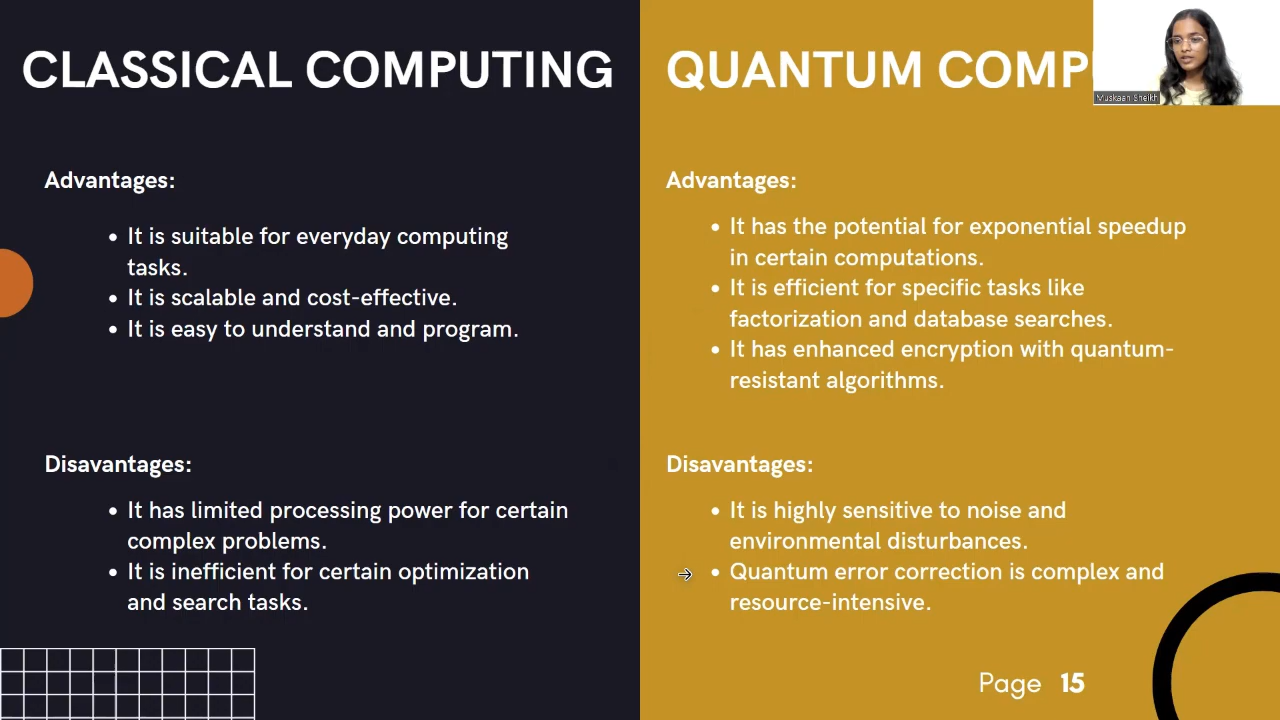 CLASSICAL COMPUTING
Advantages:
• It is suitable for everyday computing
tasks.
• It is scalable and cost-effective.
• It is easy to understand and program.
Disavantages:
• It has limited processing power for certain
complex problems.
• It is inefficient for certain optimization
and search tasks.
QUANTUM COMP
Muskaan Sheikh
Advantages:
• It has the potential for exponential speedup
in certain computations.
• It is efficient for specific tasks like
factorization and database searches.
• It has enhanced encryption with quantum-
resistant algorithms.
Disavantages:
• It is highly sensitive to noise and
environmental disturbances.
• Quantum error correction is complex and
resource-intensive.
Page 15